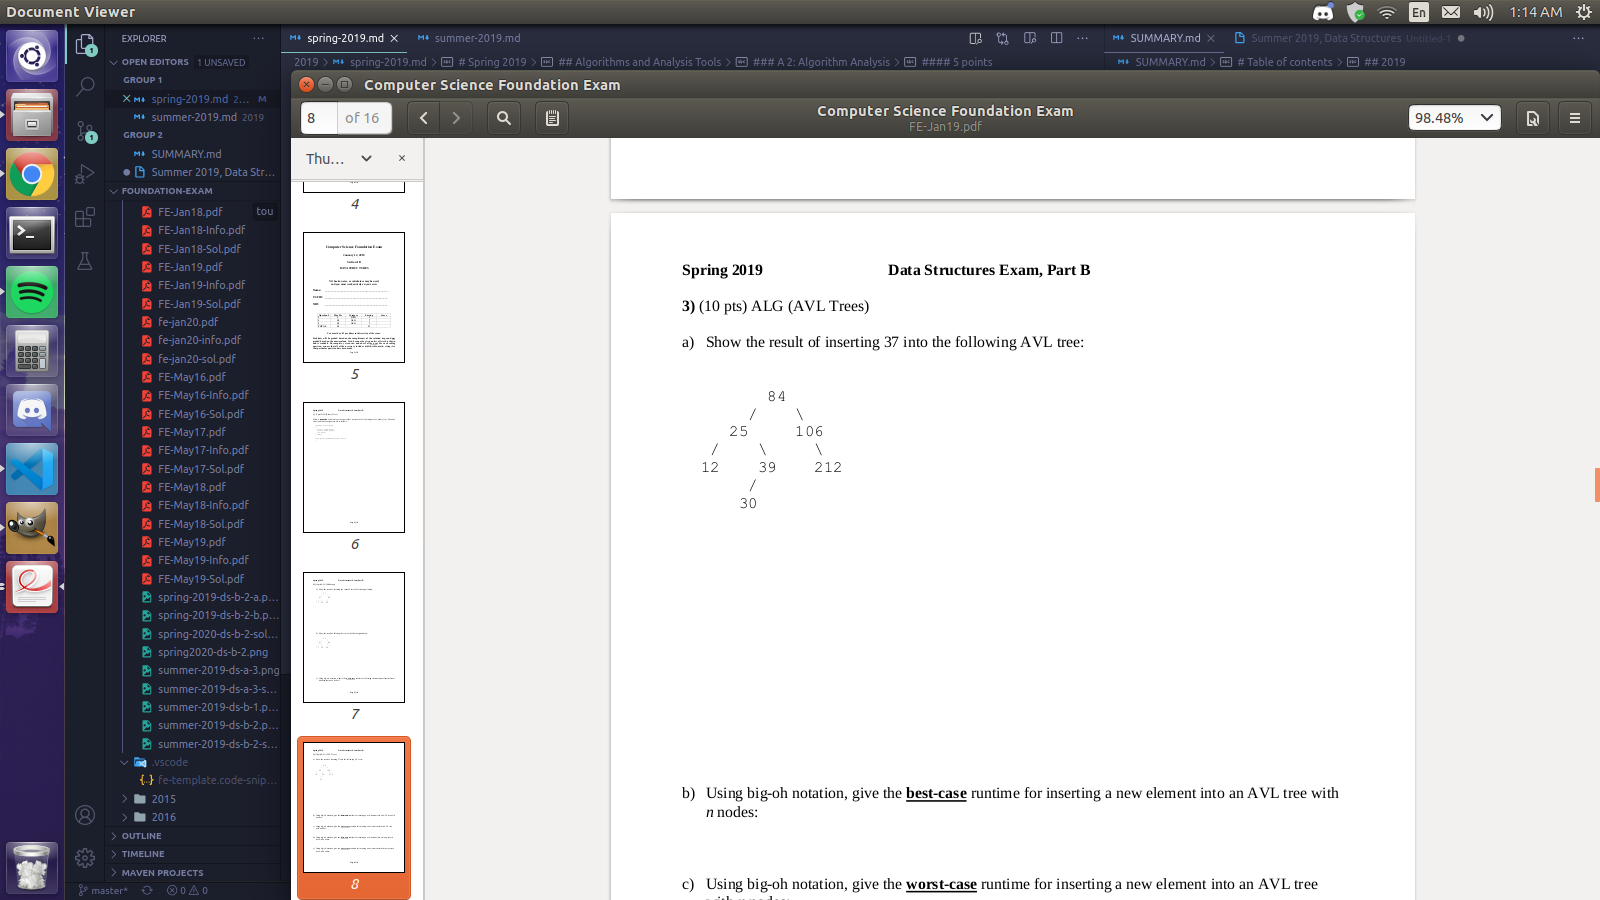 Document Viewer
En
1:14 AM
EXPLORER
OPEN EDITORS 1 UNSAVED
GROUP 1
spring-2019.md 2... M
summer-2019.md 2019
GROUP 2
SUMMARY.md
Summer 2019, Data Str...
FOUNDATION-EXAM
FE-Jan18.pdf
tou
FE-Jan18-Info.pdf
FE-Jan18-Sol.pdf
FE-Jan19.pdf
FE-Jan19-Info.pdf
FE-Jan19-Sol.pdf
fe-jan20.pdf
fe-jan20-info.pdf
fe-jan20-sol.pdf
FE-May16.pdf
FE-May16-Info.pdf
FE-May16-Sol.pdf
FE-May17.pdf
FE-May17-Info.pdf
FE-May17-Sol.pdf
FE-May18.pdf
FE-May18-Info.pdf
FE-May18-Sol.pdf
FE-May19.pdf
FE-May19-Info.pdf
FE-May19-Sol.pdf
spring-2019-ds-b-2-a.p...
spring-2019-ds-b-2-b.p...
spring-2020-ds-b-2-sol...
spring2020-ds-b-2.png
summer-2019-ds-a-3.png
summer-2019-ds-a-3-s...
summer-2019-ds-b-1.p...
summer-2019-ds-b-2.p...
summer-2019-ds-b-2-s...
.vscode
fe-template.code-snip...
2015
2016
OUTLINE
TIMELINE
MAVEN PROJECTS
master*
0 0
spring-2019.md
summer-2019.md
2019 > spring-2019.md > # Spring 2019 > ## Algorithms and Analysis Tools > ### A 2: Algorithm Analysis > #### 5 points
SUMMARY.md
Summer 2019, Data Structures Untitled-1
SUMMARY.md > # Table of contents > ## 2019
Computer Science Foundation Exam
8 of 16
Computer Science Foundation Exam
FE-Jan19.pdf
98.48%
Thu...
4
5
6
7
8
Spring 2019 Data Structures Exam, Part B
3) (10 pts) ALG (AVL Trees)
a) Show the result of inserting 37 into the following AVL tree:
84
/ \
25 106
/ \ \
12 39 212
/
30
b) Using big-oh notation, give the best-case runtime for inserting a new element into an AVL tree with
n nodes:
c) Using big-oh notation, give the worst-case runtime for inserting a new element into an AVL tree